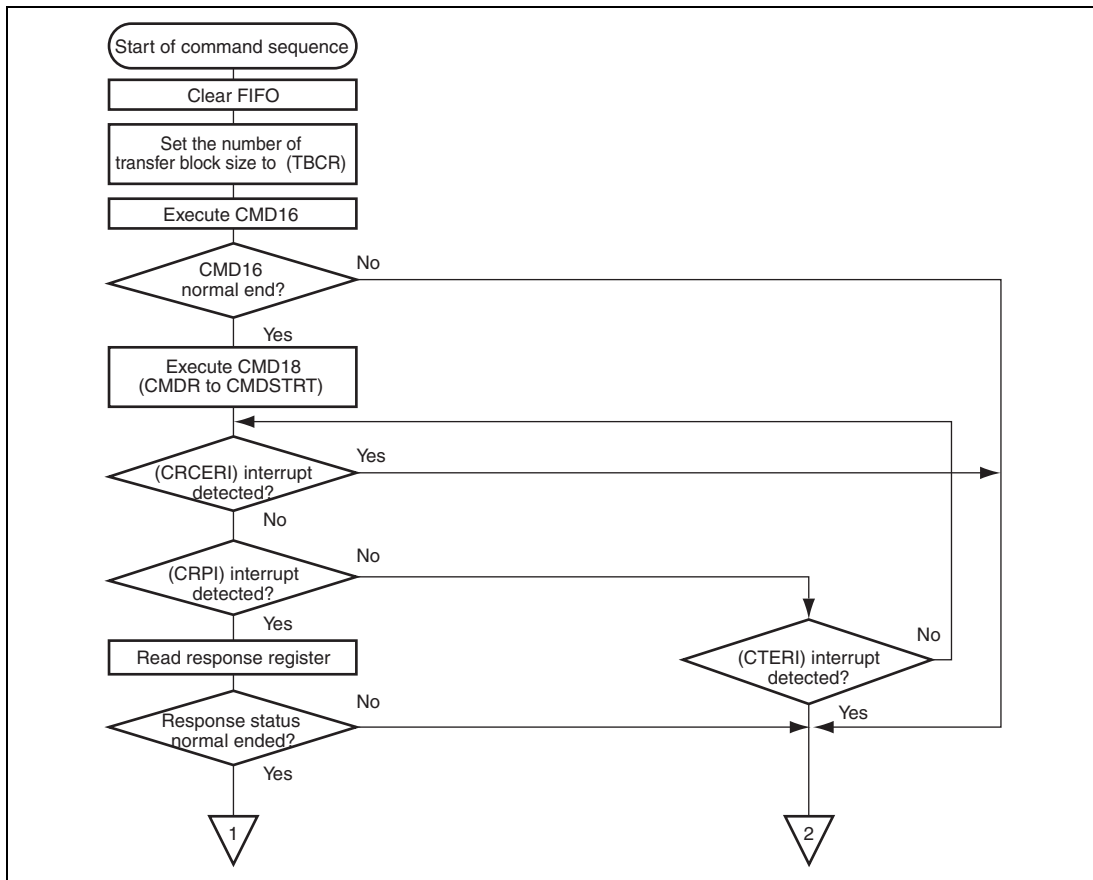 Start of command sequence
Clear FIFO
Set the number of
transfer block size to (TBCR)
Execute CMD16
CMD16
normal end?
No
Yes
Execute CMD18
(CMDR to CMDSTRT)
(CRCERI) interrupt
detected?
Yes
No
(CRPI) interrupt
detected?
No
Yes
Read response register
(CTERI) interrupt
detected?
No
Yes
Response status
normal ended?
No
Yes
1
2